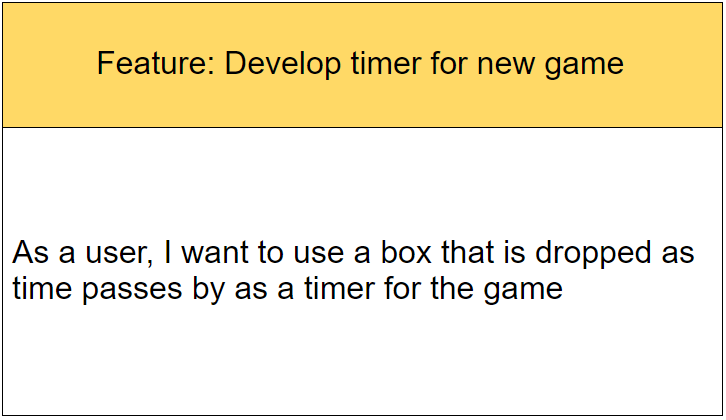 Feature: Develop timer for new game
As a user, I want to use a box that is dropped as
time passes by as a timer for the game